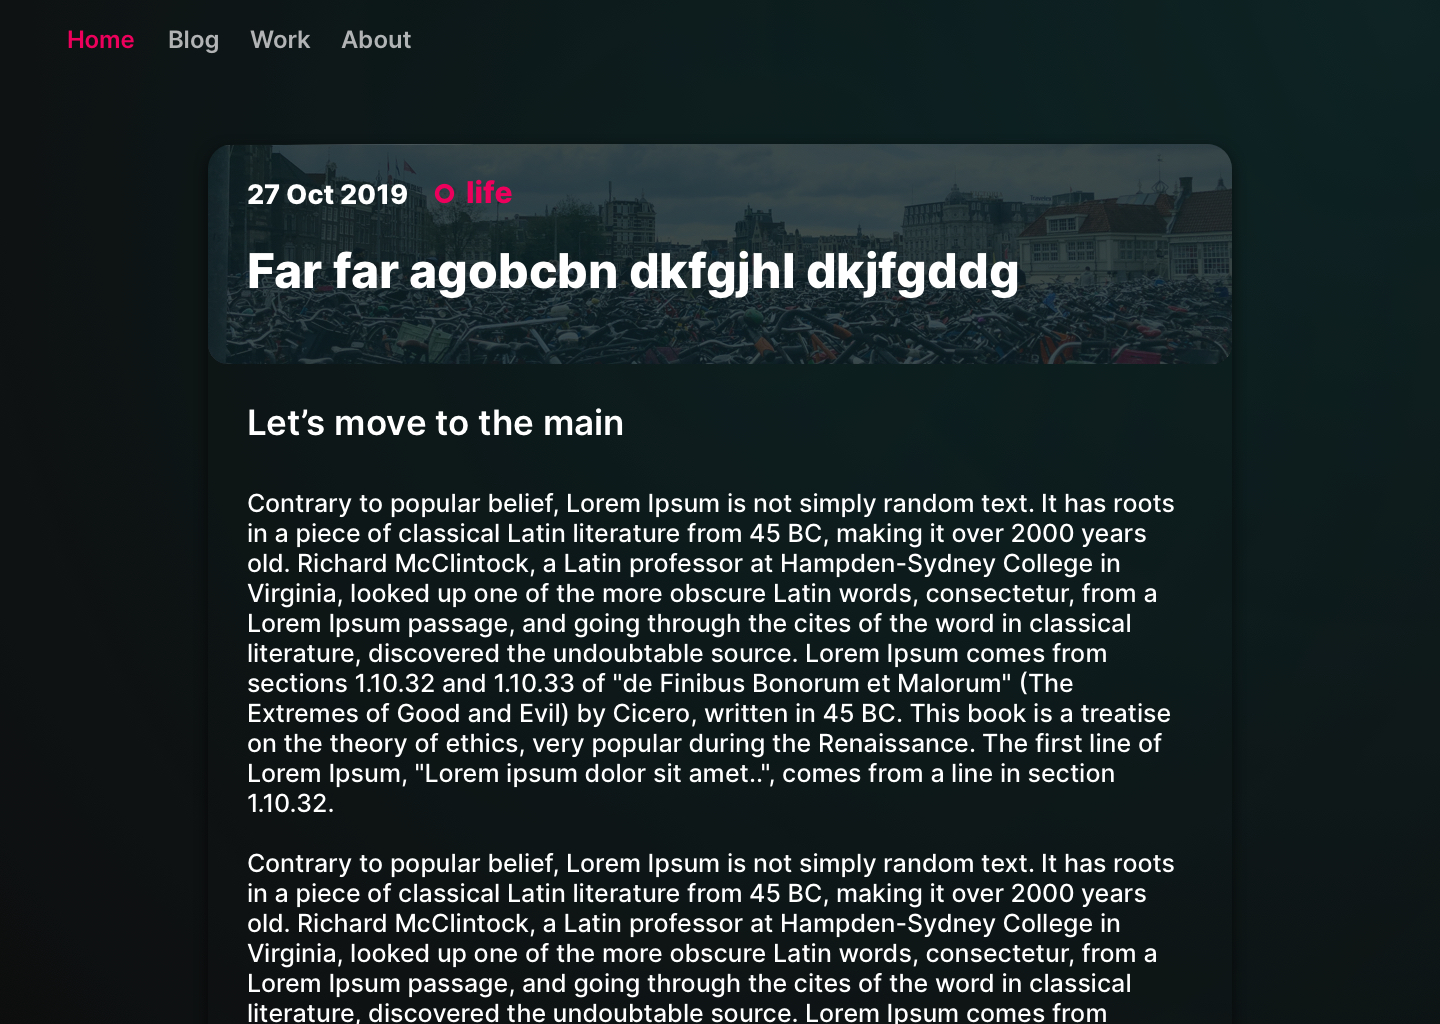 Home Blog Work About
27 Oct 2019 life
Far far agobcbn dkfgjhl dkjfgddg
Let’s move to the main
Contrary to popular belief, Lorem Ipsum is not simply random text. It has roots
in a piece of classical Latin literature from 45 BC, making it over 2000 years
old. Richard McClintock, a Latin professor at Hampden-Sydney College in
Virginia, looked up one of the more obscure Latin words, consectetur, from a
Lorem Ipsum passage, and going through the cites of the word in classical
literature, discovered the undoubtable source. Lorem Ipsum comes from
sections 1.10.32 and 1.10.33 of "de Finibus Bonorum et Malorum" (The
Extremes of Good and Evil) by Cicero, written in 45 BC. This book is a treatise
on the theory of ethics, very popular during the Renaissance. The first line of
Lorem Ipsum, "Lorem ipsum dolor sit amet..", comes from a line in section
1.10.32.
Contrary to popular belief, Lorem Ipsum is not simply random text. It has roots
in a piece of classical Latin literature from 45 BC, making it over 2000 years
old. Richard McClintock, a Latin professor at Hampden-Sydney College in
Virginia, looked up one of the more obscure Latin words, consectetur, from a
Lorem Ipsum passage, and going through the cites of the word in classical
literature, discovered the undoubtable source. Lorem Ipsum comes from